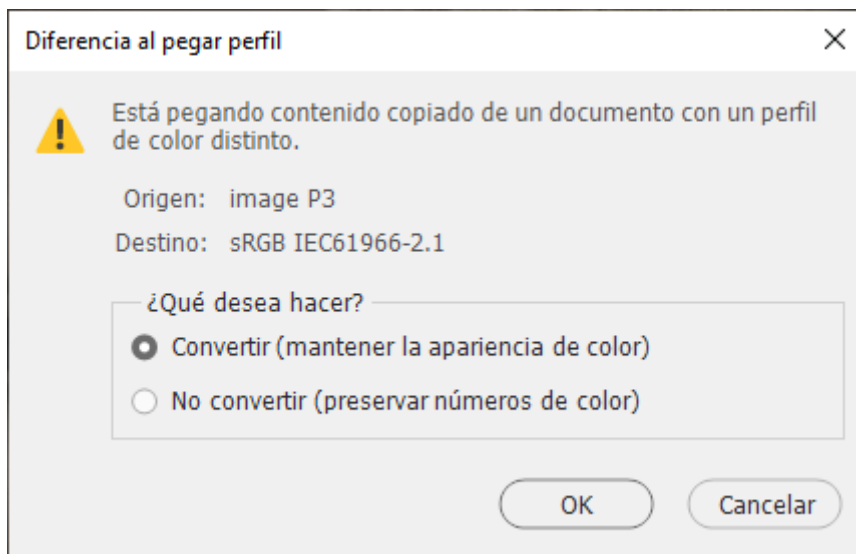 Diferencia al pegar perfil
Está pegando contenido copiado de un documento con un perfil
de color distinto.
Origen: image P3
Destino: sRGB IEC61966-2.1
¿Qué desea hacer?
Convertir (mantener la apariencia de color)
No convertir (preservar números de color)
OK Cancelar